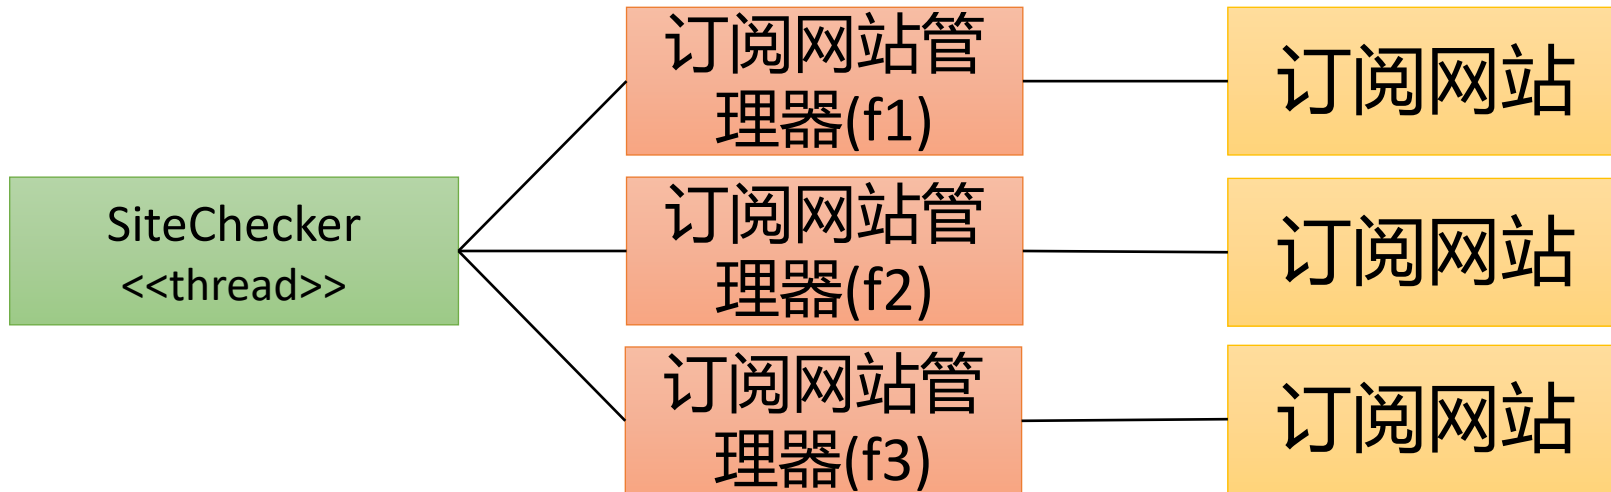 订阅网站管
理器(f1)
订阅网站
SiteChecker
<<thread>>
订阅网站管
理器(f2)
订阅网站
订阅网站管
理器(f3)
订阅网站